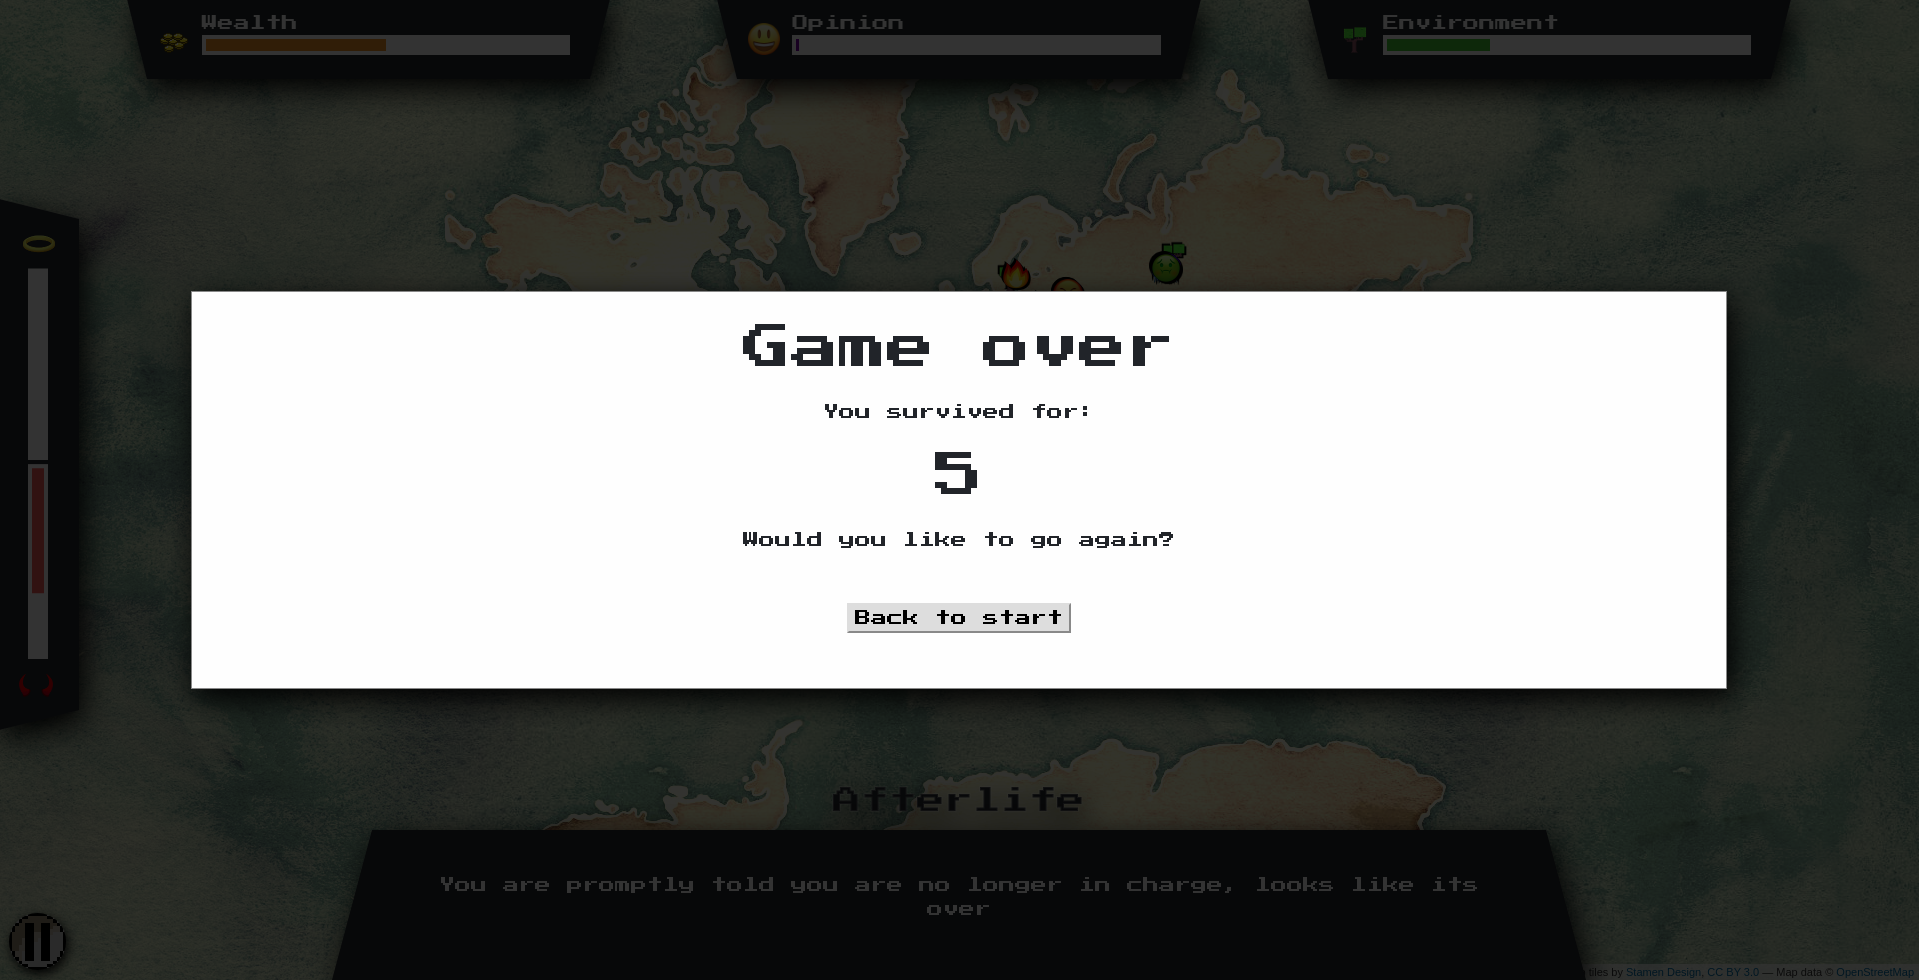 Wealth
Opinion
Environment
Game over
You survived for:
5
Would you like to go again?
Back to start
Afterlife
You are promptly told you are no longer in charge, looks like its
over
tiles by Stamen Design, CC BY 3.0 — Map data © OpenStreetMap